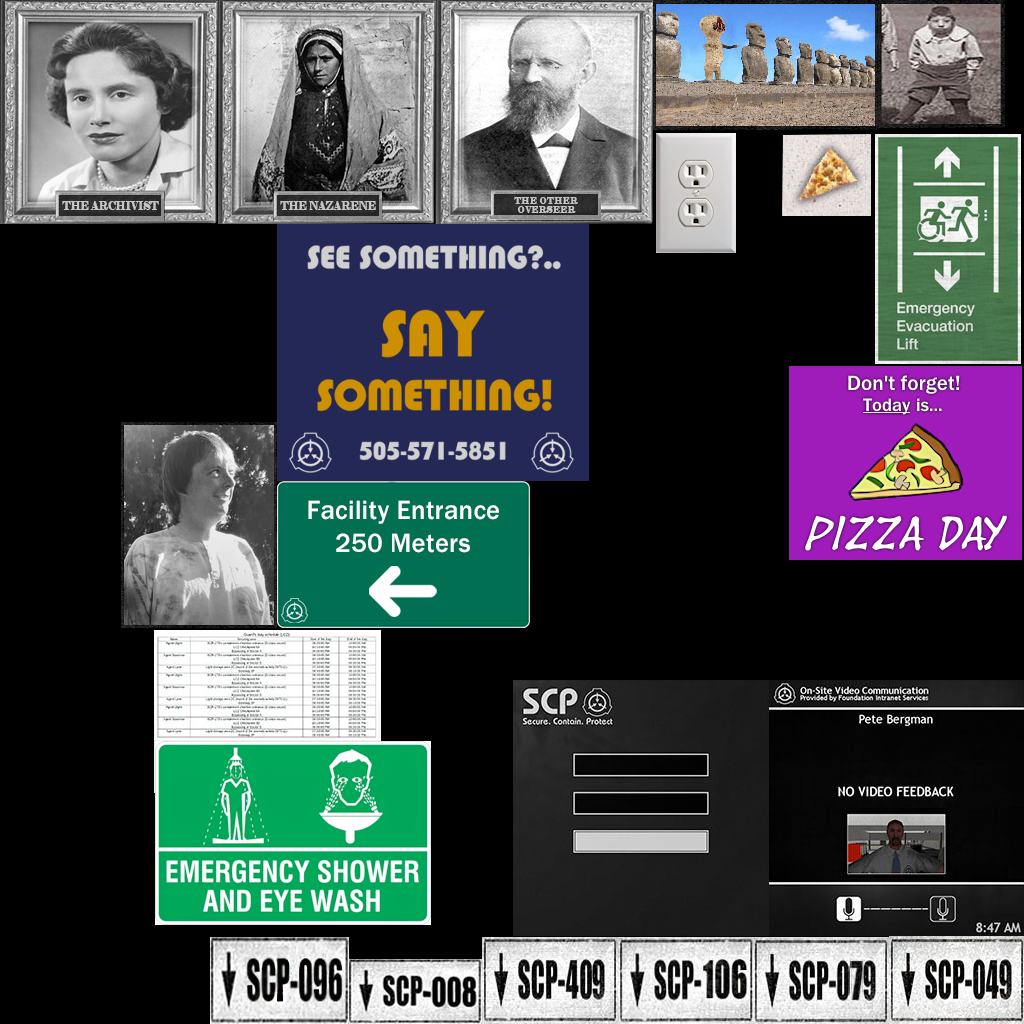 THE ARCHIVIST
THE NAZARENE
THE OTHER
OVERSEER
SEE SOMETHING?..
SAY
SOMETHING!
505-571-5851
Emergency
Evacuation
Lift
Don't forget!
Today is...
PIZZA DAY
Facility Entrance
250 Meters
EMERGENCY SHOWER
AND EYE WASH
SCP
Secure. Contain. Protect
On-Site Video Communication
Provided by Foundation Intranet Services
Pete Bergman
NO VIDEO FEEDBACK
8:47 AM
SCP-096
SCP-008
SCP-409
SCP-106
SCP-079
SCP-049